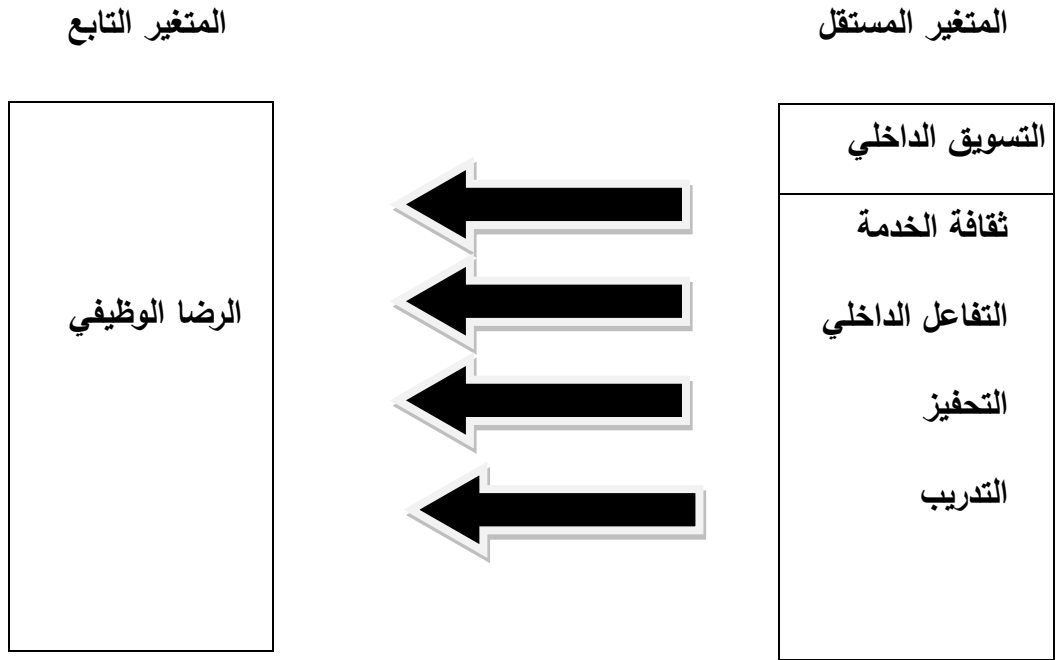 المتغير المستقل
المتغير التابع
التسويق الداخلي
ثقافة الخدمة
التفاعل الداخلي
التحفيز
التدريب
الرضا الوظيفي